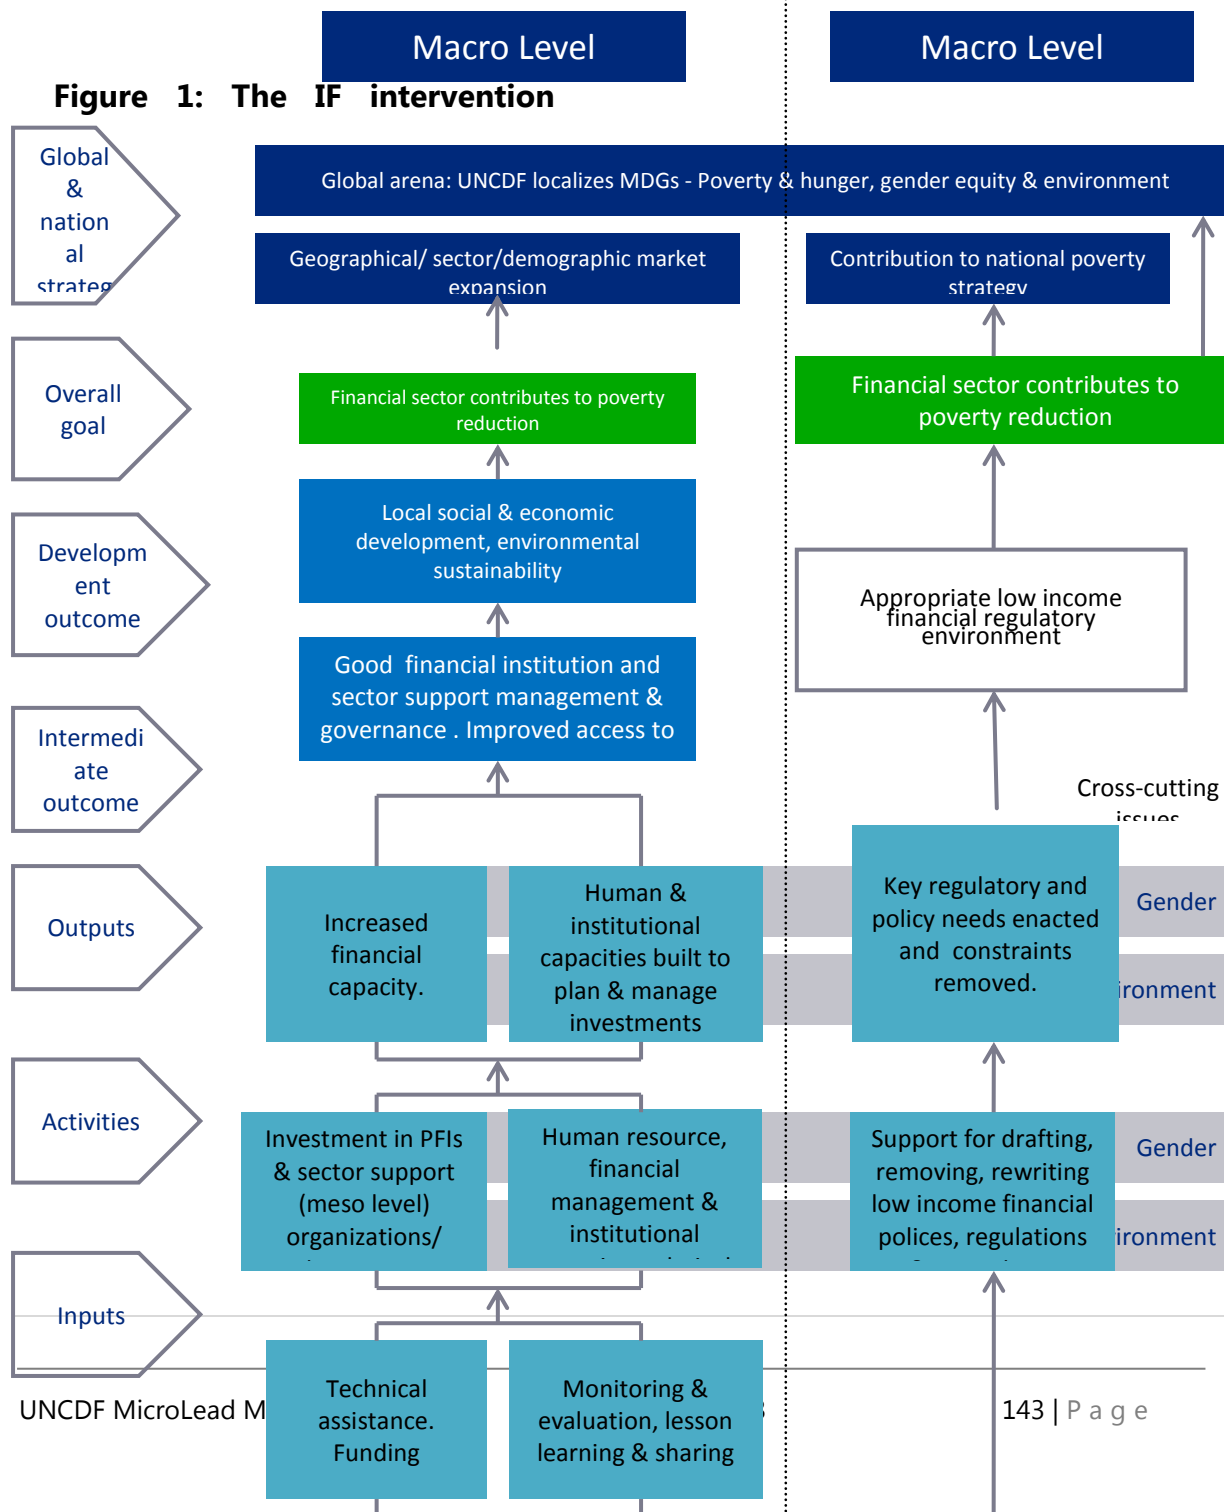 Macro Level
Macro Level
Figure 1: The IF intervention
Global
&
nation
al
strateg
Global arena: UNCDF localizes MDGs - Poverty & hunger, gender equity & environment
Geographical/ sector/demographic market
expansion
Contribution to national poverty
strategy
Overall
goal
Financial sector contributes to poverty
reduction
Financial sector contributes to
poverty reduction
Developm
ent
outcome
Local social & economic
development, environmental
sustainability
Appropriate low income
financial regulatory
environment
Intermedi
ate
outcome
Good financial institution and
sector support management &
governance . Improved access to
Cross-cutting
issues
Outputs
Increased
financial
capacity.
Human &
institutional
capacities built to
plan & manage
investments
Key regulatory and
policy needs enacted
and constraints
removed.
Gender
ironment
Activities
Investment in PFIs
& sector support
(meso level)
organizations/
Human resource,
financial
management &
institutional
Support for drafting,
removing, rewriting
low income financial
polices, regulations
Gender
ironment
Inputs
Technical
assistance.
Funding
Monitoring &
evaluation, lesson
learning & sharing
UNCDF MicroLead M
143 | P a g e